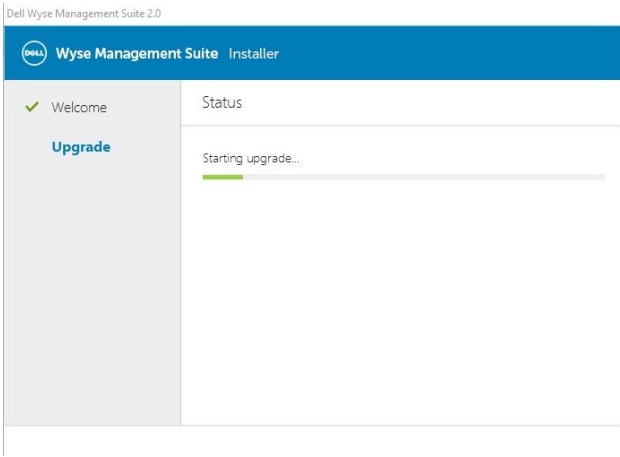 Dell Wyse Management Suite 2.0
DELL Wyse Management Suite Installer
Welcome
Status
Upgrade
Starting upgrade...